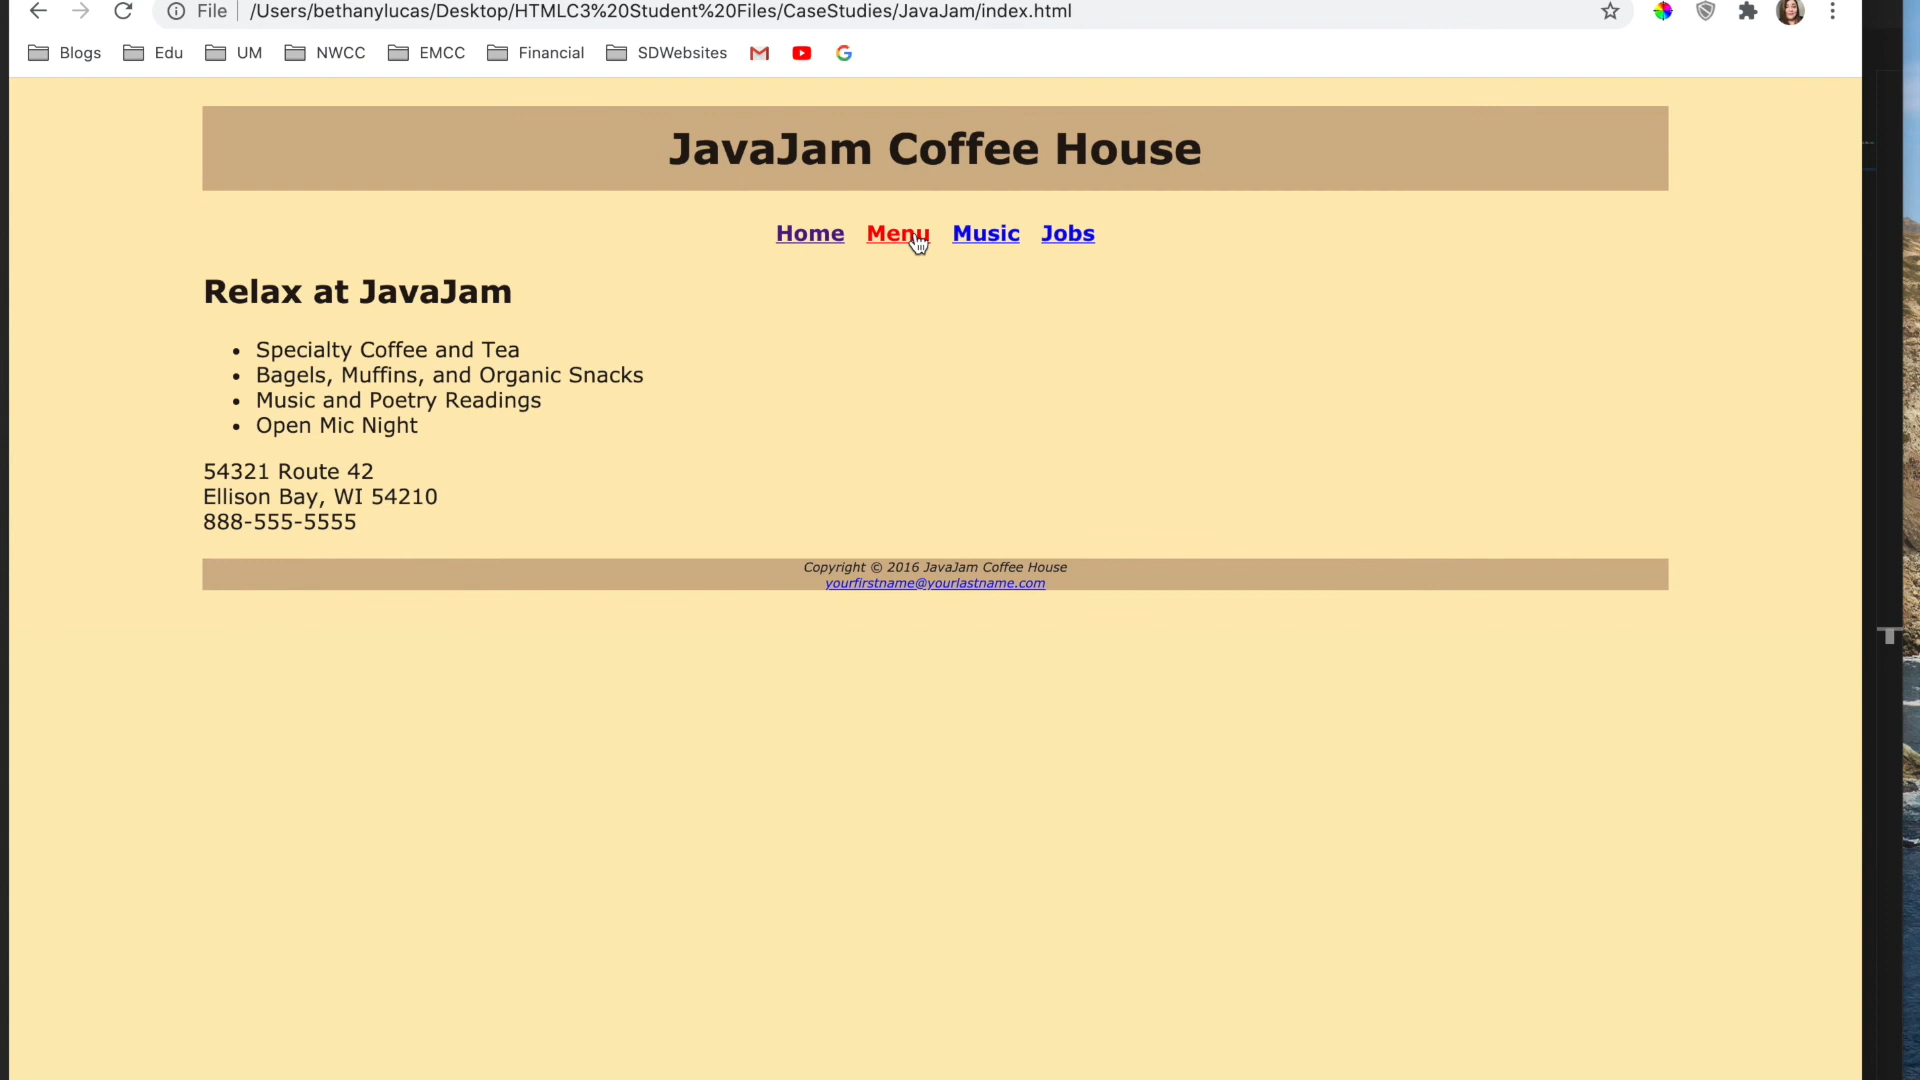 File /Users/bethanylucas/Desktop/HTMLC3%20Student%20Files/CaseStudies/JavaJam/index.html
Blogs Edu UM NWCC EMCC Financial SDWebsites
JavaJam Coffee House
Home Menu Music Jobs
Relax at JavaJam
• Specialty Coffee and Tea
• Bagels, Muffins, and Organic Snacks
• Music and Poetry Readings
• Open Mic Night
54321 Route 42
Ellison Bay, WI 54210
888-555-5555
Copyright © 2016 JavaJam Coffee House
yourfirstname@yourlastname.com